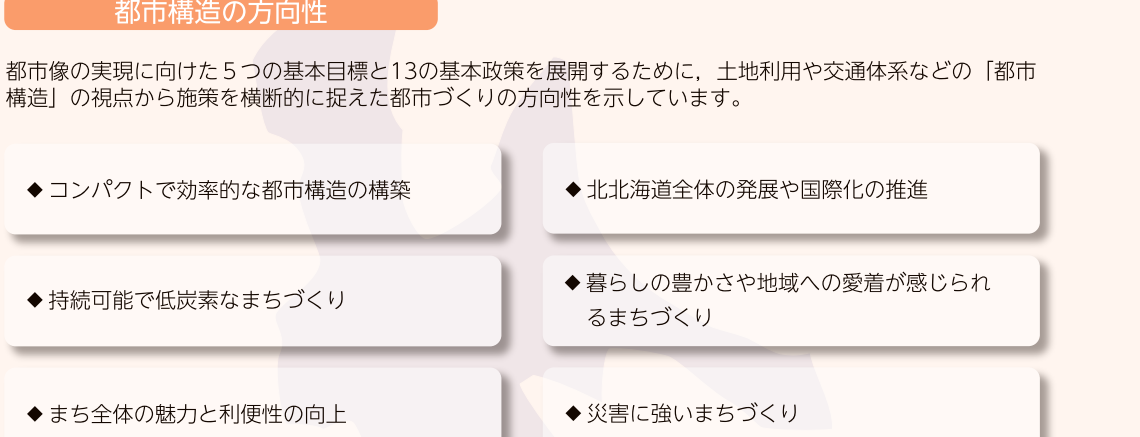 都市構造の方向性
都市像の実現に向けた５つの基本目標と13の基本政策を展開するために，土地利用や交通体系などの「都市
構造」の視点から施策を横断的に捉えた都市づくりの方向性を示しています。
◆ コンパクトで効率的な都市構造の構築
◆ 北北海道全体の発展や国際化の推進
◆ 持続可能で低炭素なまちづくり
◆ 暮らしの豊かさや地域への愛着が感じられ
るまちづくり
◆ まち全体の魅力と利便性の向上
◆ 災害に強いまちづくり